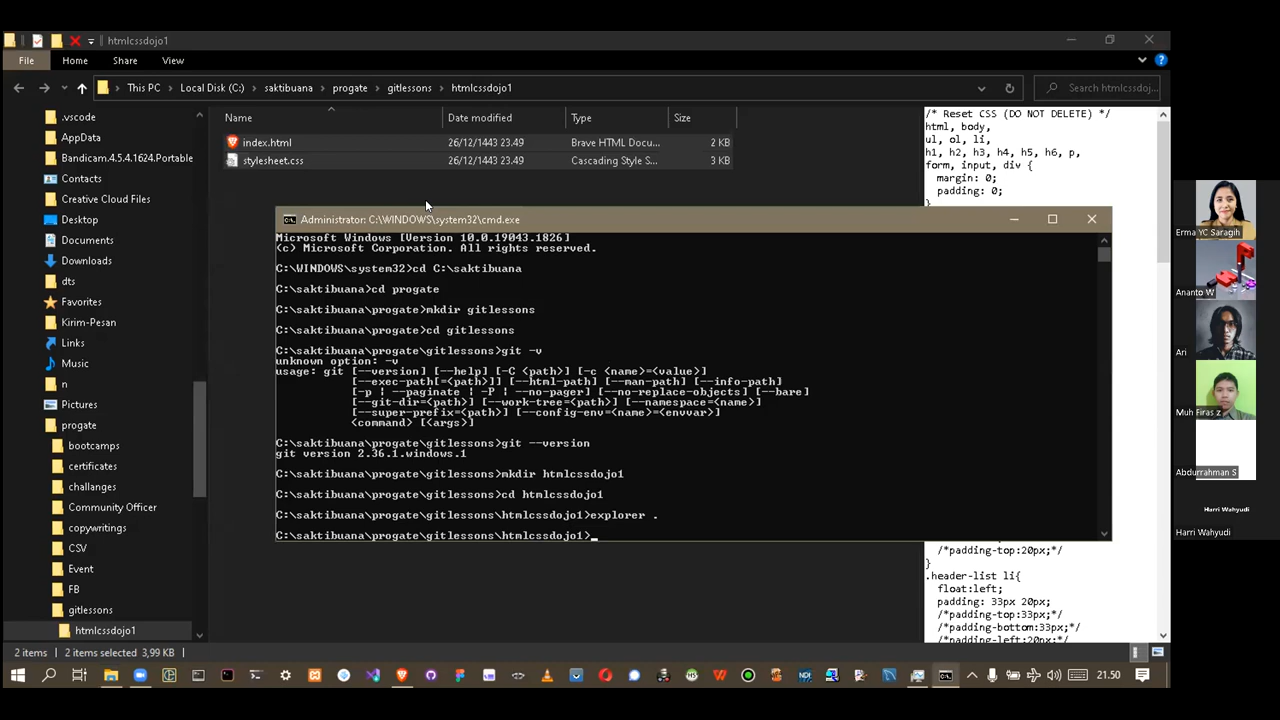 htmlcssdojo1
File
Home
Share
View
This PC
Local Disk (C:)
saktibuana
progate
gitlessons
htmlcssdojo1
Search htmlcssdoj...
.vscode
AppData
Bandicam.4.5.4.1624.Portable
Contacts
Creative Cloud Files
Desktop
Documents
Downloads
dts
Favorites
Kirim-Pesan
Links
Music
n
Pictures
progate
bootcamps
certificates
challanges
Community Officer
copywriting
CSV
Event
FB
gitlessons
htmlcssdojo1
Name Date modified Type Size
index.html 26/12/1443 23.49 Brave HTML Docu... 2 KB
stylesheet.css 26/12/1443 23.49 Cascading Style S... 3 KB
Administrator: C:\WINDOWS\system32\cmd.exe
Microsoft Windows [Version 10.0.19043.1826]
(c) Microsoft Corporation. All rights reserved.
C:\WINDOWS\system32>cd C:\saktibuana
C:\saktibuana>cd progate
C:\saktibuana\progate>mkdir gitlessons
C:\saktibuana\progate>cd gitlessons
C:\saktibuana\progate\gitlessons>git -v
unknown option: -v
usage: git [--version] [--help] [-C <path>] [-c <name>=<value>]
[--exec-path[=<path>]] [--html-path] [--man-path] [--info-path]
[-p | --paginate | -P | --no-pager] [--no-replace-objects] [--bare]
[--git-dir=<path>] [--work-tree=<path>] [--namespace=<name>]
[--super-prefix=<path>] [--config-env=<name>=<envvar>]
<command> [<args>]
C:\saktibuana\progate\gitlessons>git --version
git version 2.36.1.windows.1
C:\saktibuana\progate\gitlessons>mkdir htmlcssdojo1
C:\saktibuana\progate\gitlessons>cd htmlcssdojo1
C:\saktibuana\progate\gitlessons\htmlcssdojo1>explorer .
C:\saktibuana\progate\gitlessons\htmlcssdojo1>
/* Reset CSS (DO NOT DELETE) */
html, body,
ul, ol, li,
h1, h2, h3, h4, h5, h6, p,
form, input, div {
margin: 0;
padding: 0;
}
/*padding-top:20px;*/
}
.header-list li{
float:left;
padding: 33px 20px;
/*padding-top:33px;*/
/*padding-bottom:33px;*/
/*padding-left:20px;*/
Erma YC Saragih
Ananto W
Ari
Muh Firas z
Abdurrahman S
Harri Wahyudi
Harri Wahyudi
2 items
2 items selected 3,99 KB
21.50